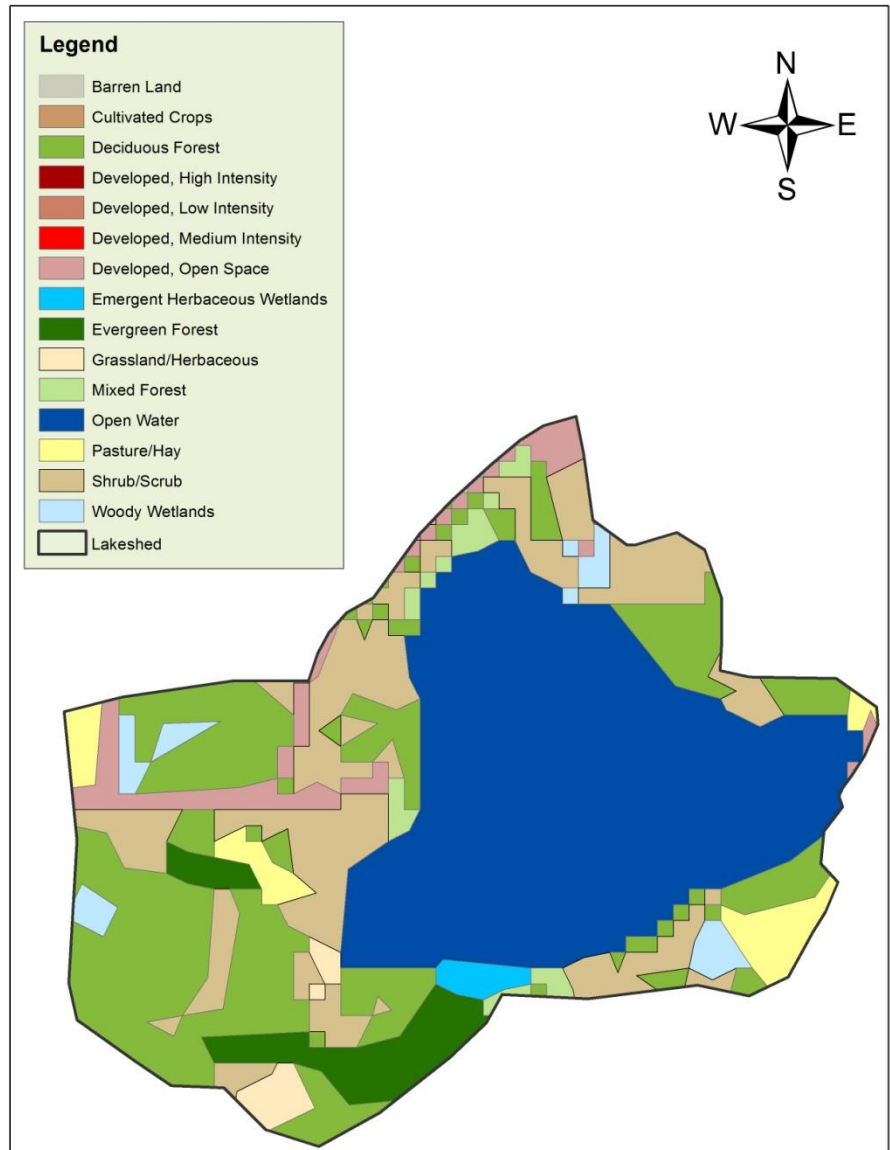 Legend
Barren Land
Cultivated Crops
Deciduous Forest
Developed, High Intensity
Developed, Low Intensity
Developed, Medium Intensity
Developed, Open Space
Emergent Herbaceous Wetlands
Evergreen Forest
Grassland/Herbaceous
Mixed Forest
Open Water
Pasture/Hay
Shrub/Scrub
Woody Wetlands
Lakeshed
N
W E
S